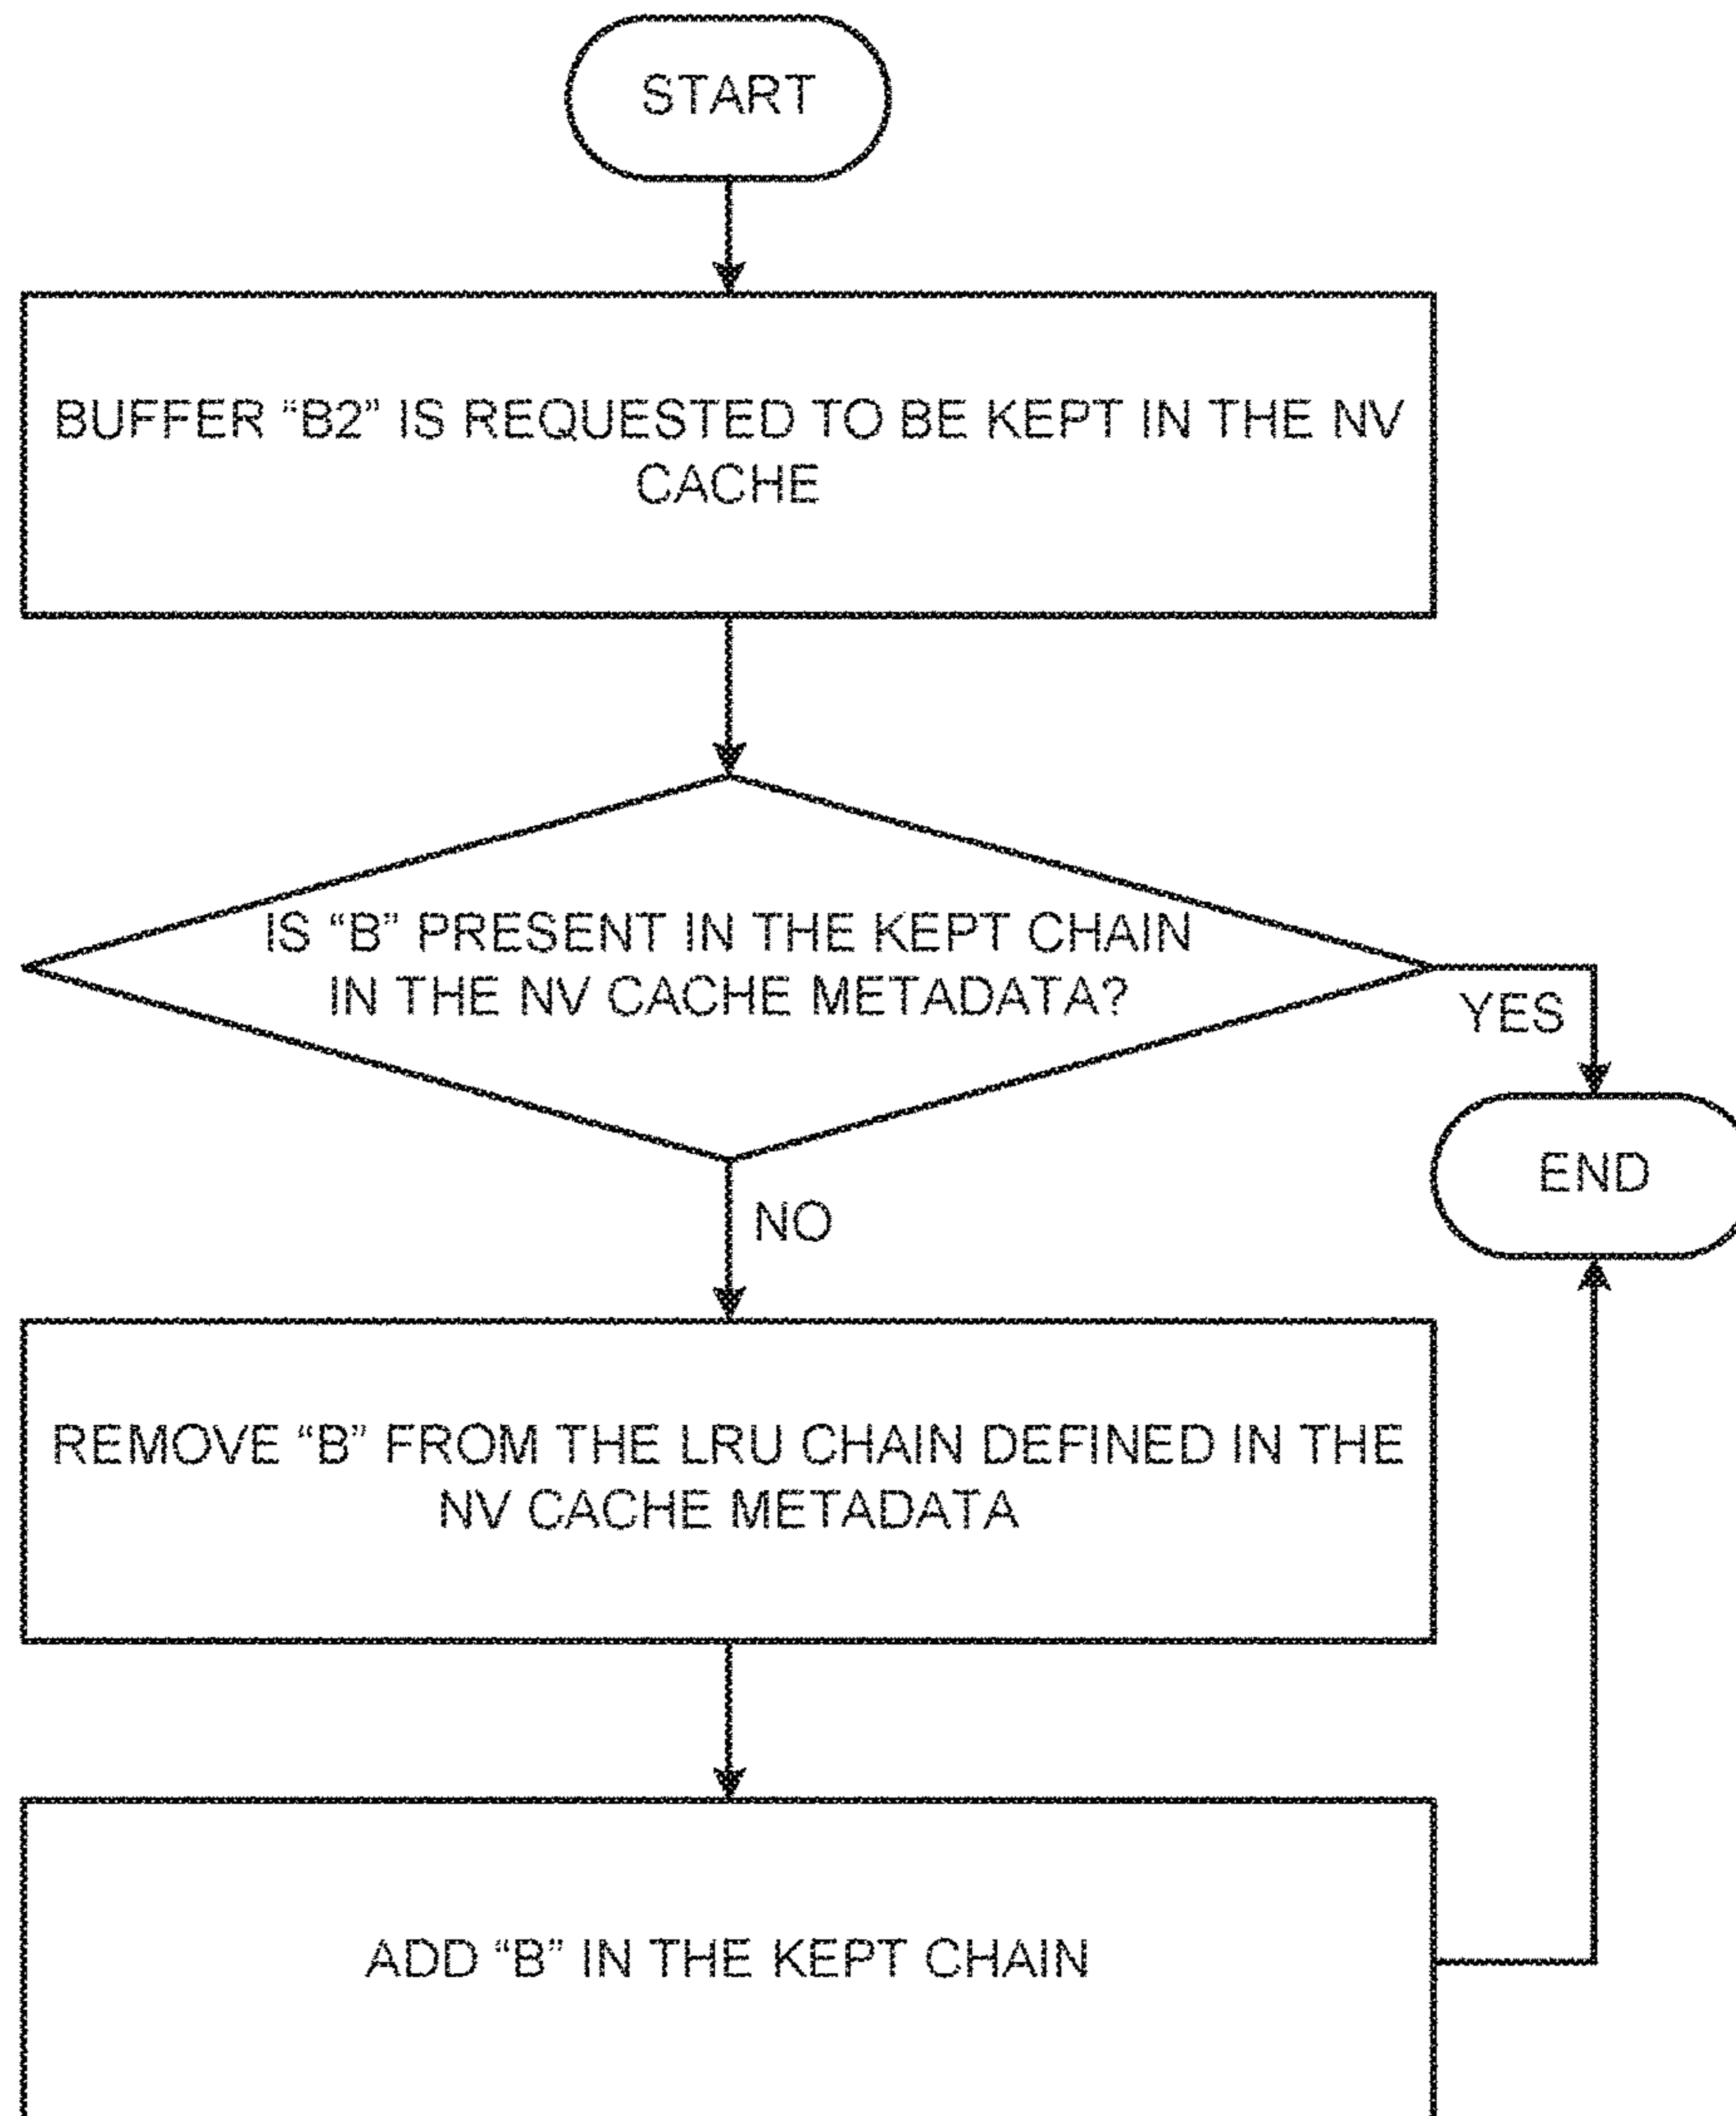 START
BUFFER “B2” IS REQUESTED TO BE KEPT IN THE NV
CACHE
IS “B” PRESENT IN THE KEPT CHAIN
IN THE NV CACHE METADATA?
YES
END
NO
REMOVE “B” FROM THE LRU CHAIN DEFINED IN THE
NV CACHE METADATA
ADD “B” IN THE KEPT CHAIN